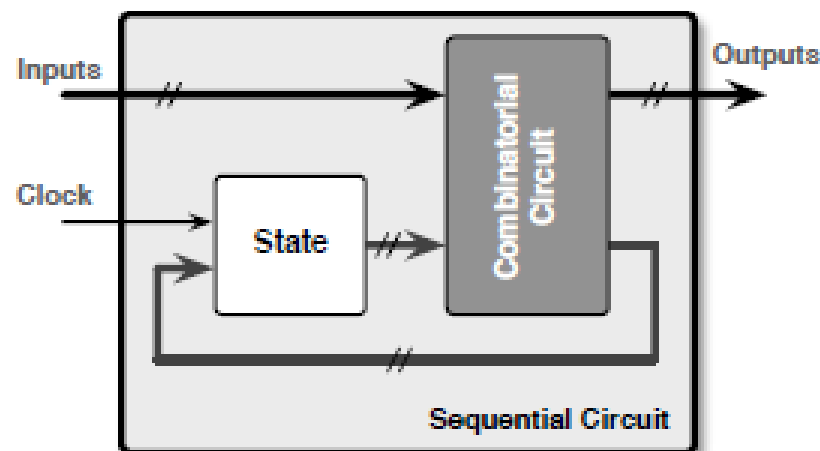 Inputs
Outputs
Combinatorial
Circuit
Clock
State
Sequential Circuit